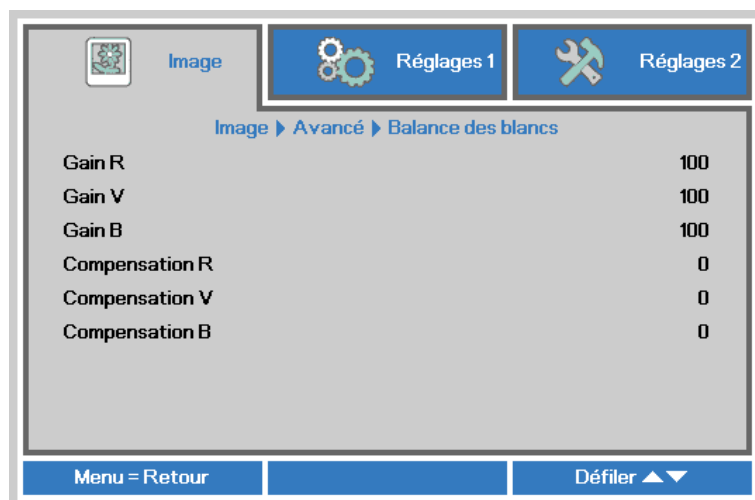 Image
Réglages 1
Réglages 2
Image ▶ Avancé ▶ Balance des blancs
Gain R 100
Gain V 100
Gain B 100
Compensation R 0
Compensation V 0
Compensation B 0
Menu = Retour
Défiler ▲▼